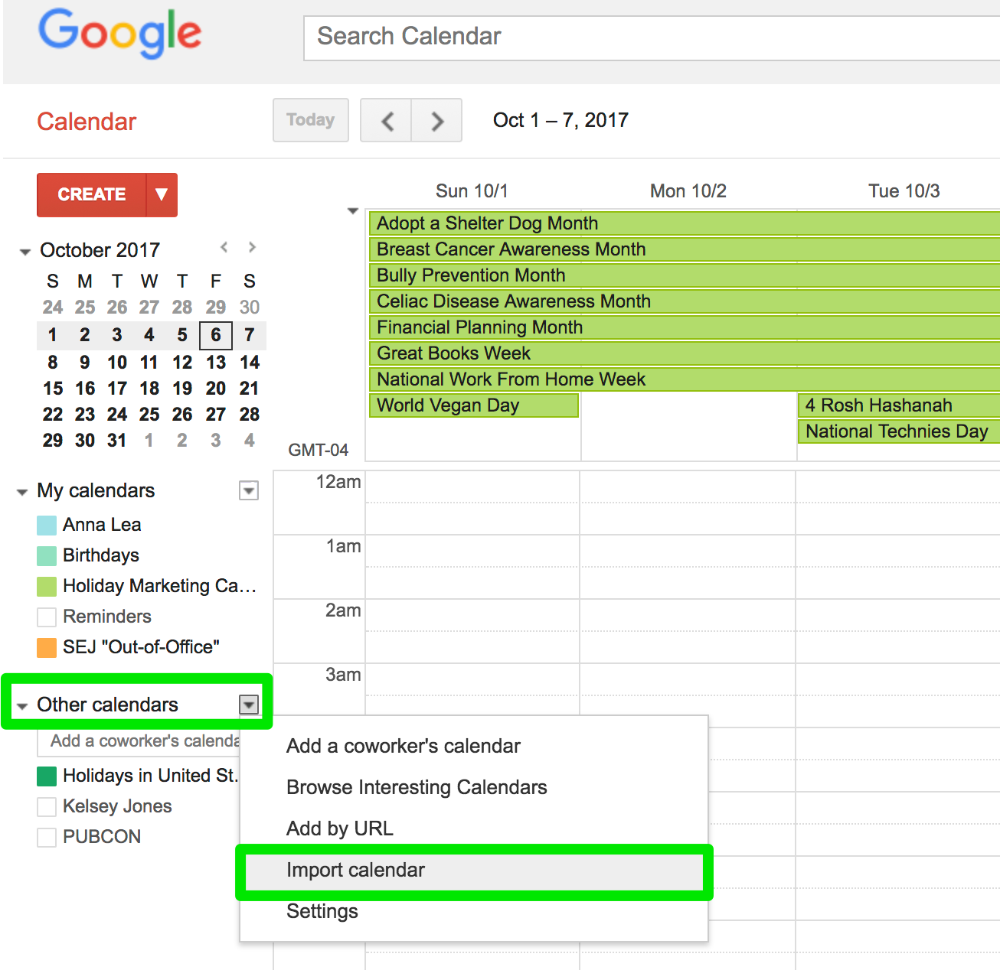 Google
Search Calendar
Calendar
Today
Oct 1 – 7, 2017
CREATE
October 2017
S M T W T F S
24 25 26 27 28 29 30
1 2 3 4 5 6 7
8 9 10 11 12 13 14
15 16 17 18 19 20 21
22 23 24 25 26 27 28
29 30 31 1 2 3 4
My calendars
Anna Lea
Birthdays
Holiday Marketing Ca...
Reminders
SEJ "Out-of-Office"
Other calendars
Add a coworker's calenda
Holidays in United St.
Kelsey Jones
PUBCON
Sun 10/1 Mon 10/2 Tue 10/3
Adopt a Shelter Dog Month
Breast Cancer Awareness Month
Bully Prevention Month
Celiac Disease Awareness Month
Financial Planning Month
Great Books Week
National Work From Home Week
World Vegan Day 4 Rosh Hashanah
National Technies Day
GMT-04
12am
1am
2am
3am
Add a coworker's calendar
Browse Interesting Calendars
Add by URL
Import calendar
Settings